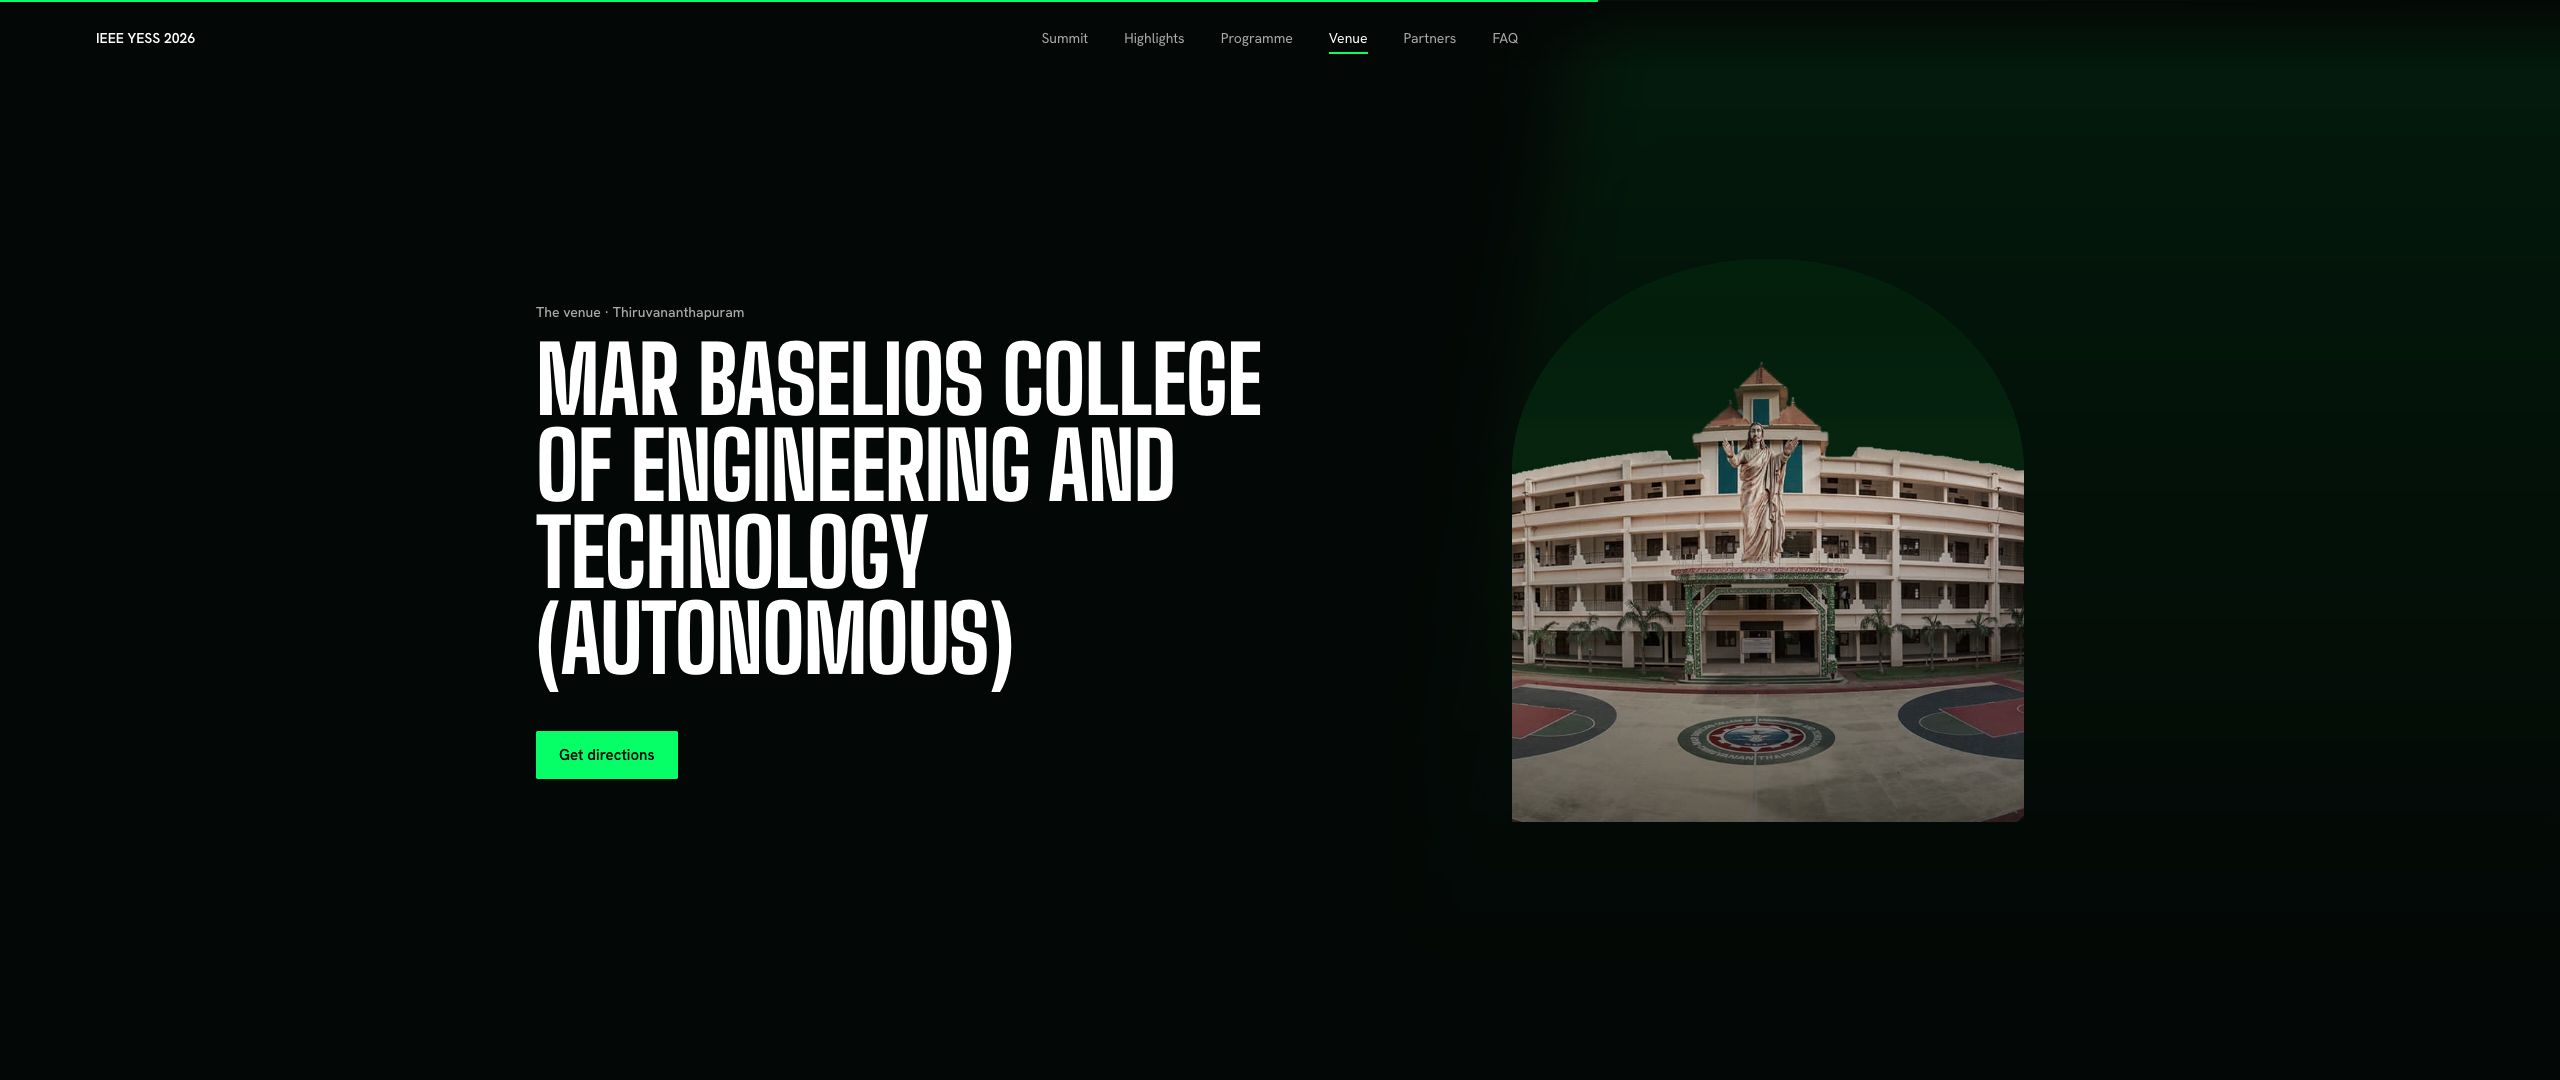 IEEE YESS 2026
Summit
Highlights
Programme
Venue
Partners
FAQ
The venue · Thiruvananthapuram
MAR BASELIOS COLLEGE
OF ENGINEERING AND
TECHNOLOGY
(AUTONOMOUS)
Get directions